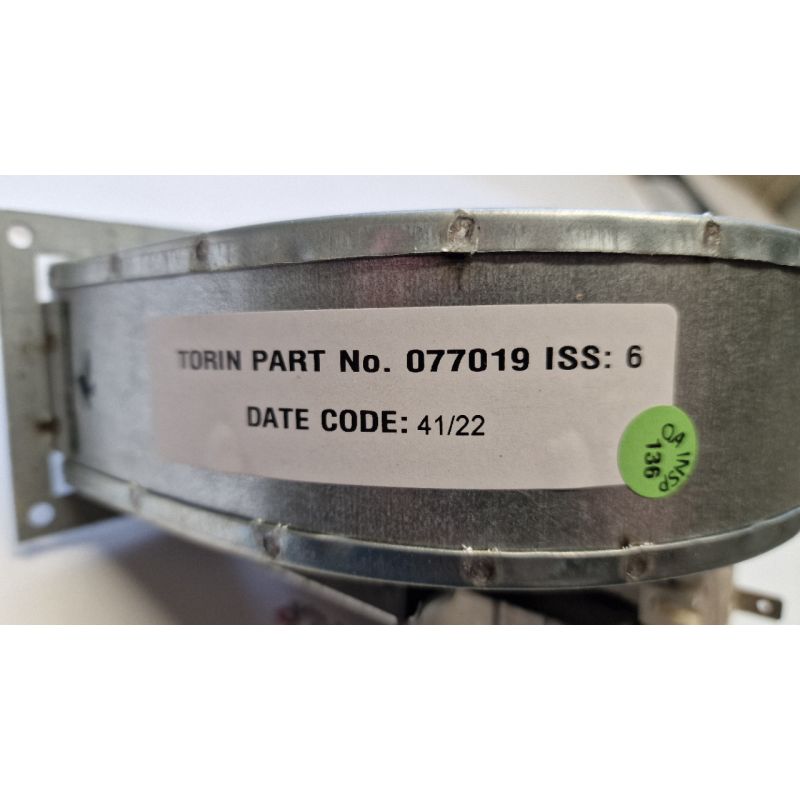 TORIN PART No. 077019 ISS: 6
DATE CODE: 41/22
QA INSP
136